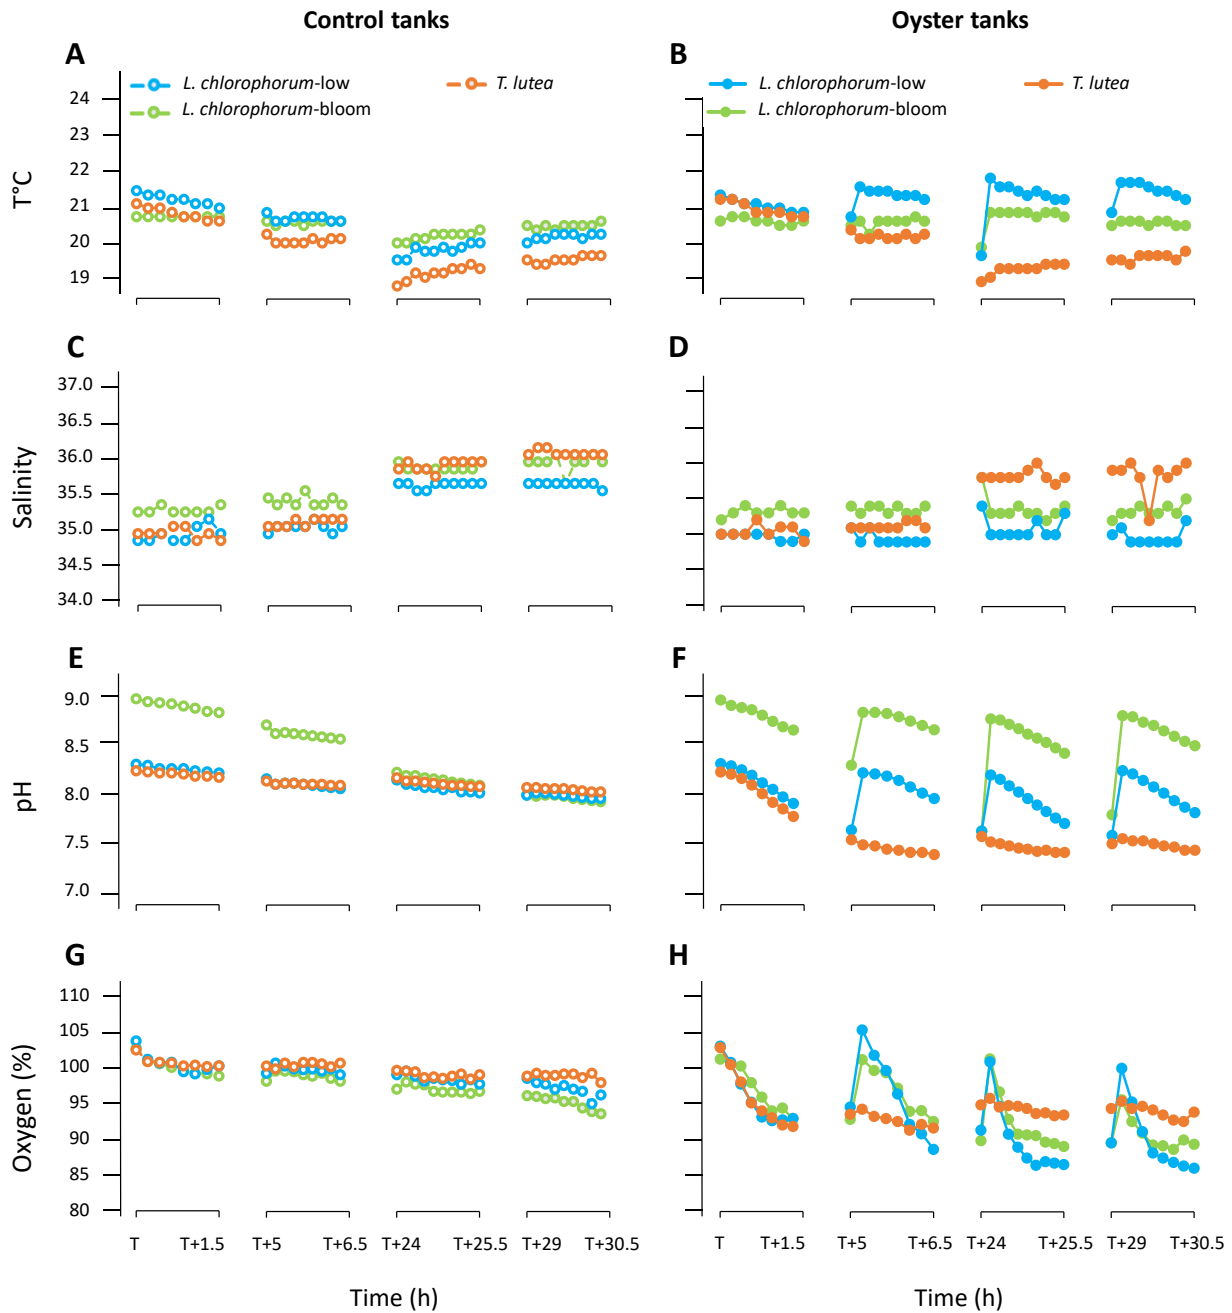 Control tanks
Oyster tanks
A
B
L. chlorophorum-low
T. lutea
L. chlorophorum-bloom
L. chlorophorum-low
T. lutea
L. chlorophorum-bloom
T°C
24
23
22
21
20
19
C
D
Salinity
37.0
36.5
36.0
35.5
35.0
34.5
34.0
E
F
pH
9.0
8.5
8.0
7.5
7.0
G
H
Oxygen (%)
110
105
100
95
90
85
80
T T+1.5 T+5 T+6.5 T+24 T+25.5 T+29 T+30.5
T T+1.5 T+5 T+6.5 T+24 T+25.5 T+29 T+30.5
Time (h)
Time (h)